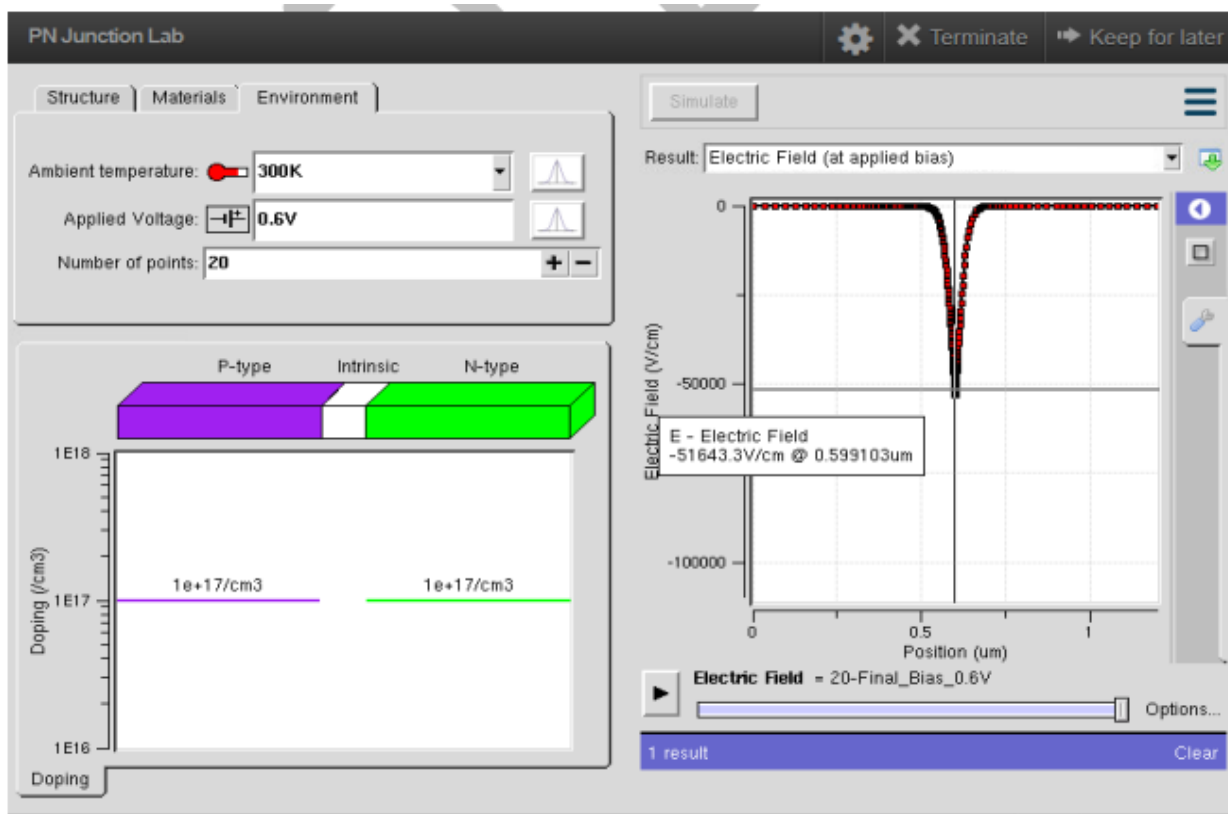 PN Junction Lab
Terminate
Keep for later
Structure
Materials
Environment
Ambient temperature:
300K
Applied Voltage:
0.6V
Number of points:
20
P-type
Intrinsic
N-type
1E18
1E17
1E16
Doping (/cm3)
1e+17/cm3
1e+17/cm3
Doping
Simulate
Result:
Electric Field (at applied bias)
0
-50000
-100000
Electric Field (V/cm)
E - Electric Field
-51643.3V/cm @ 0.599103um
0
0.5
1
Position (um)
Electric Field = 20-Final_Bias_0.6V
Options...
1 result
Clear